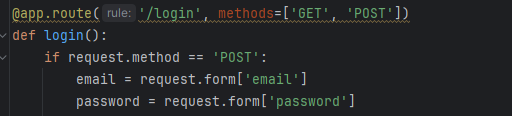 @app.route( rule: '/login', methods=['GET', 'POST'])
def login():
    if request.method == 'POST':
        email = request.form['email']
        password = request.form['password']